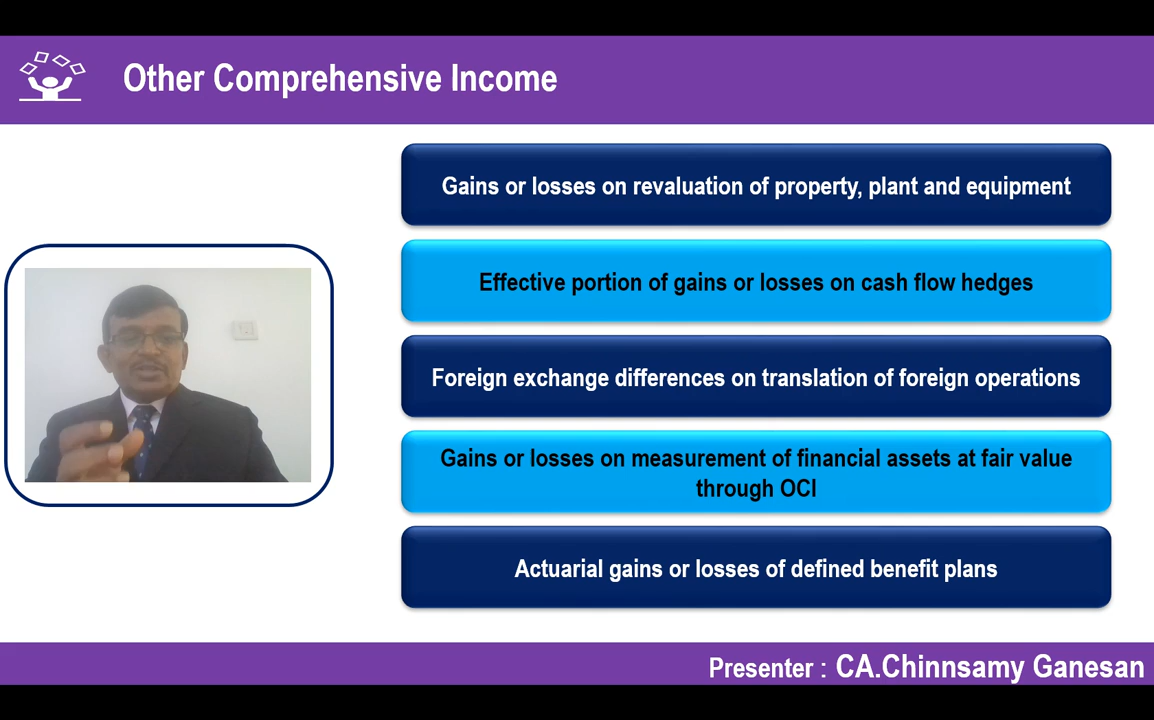 Other Comprehensive Income
Gains or losses on revaluation of property, plant and equipment
Effective portion of gains or losses on cash flow hedges
Foreign exchange differences on translation of foreign operations
Gains or losses on measurement of financial assets at fair value
through OCI
Actuarial gains or losses of defined benefit plans
Presenter : CA.Chinnsamy Ganesan